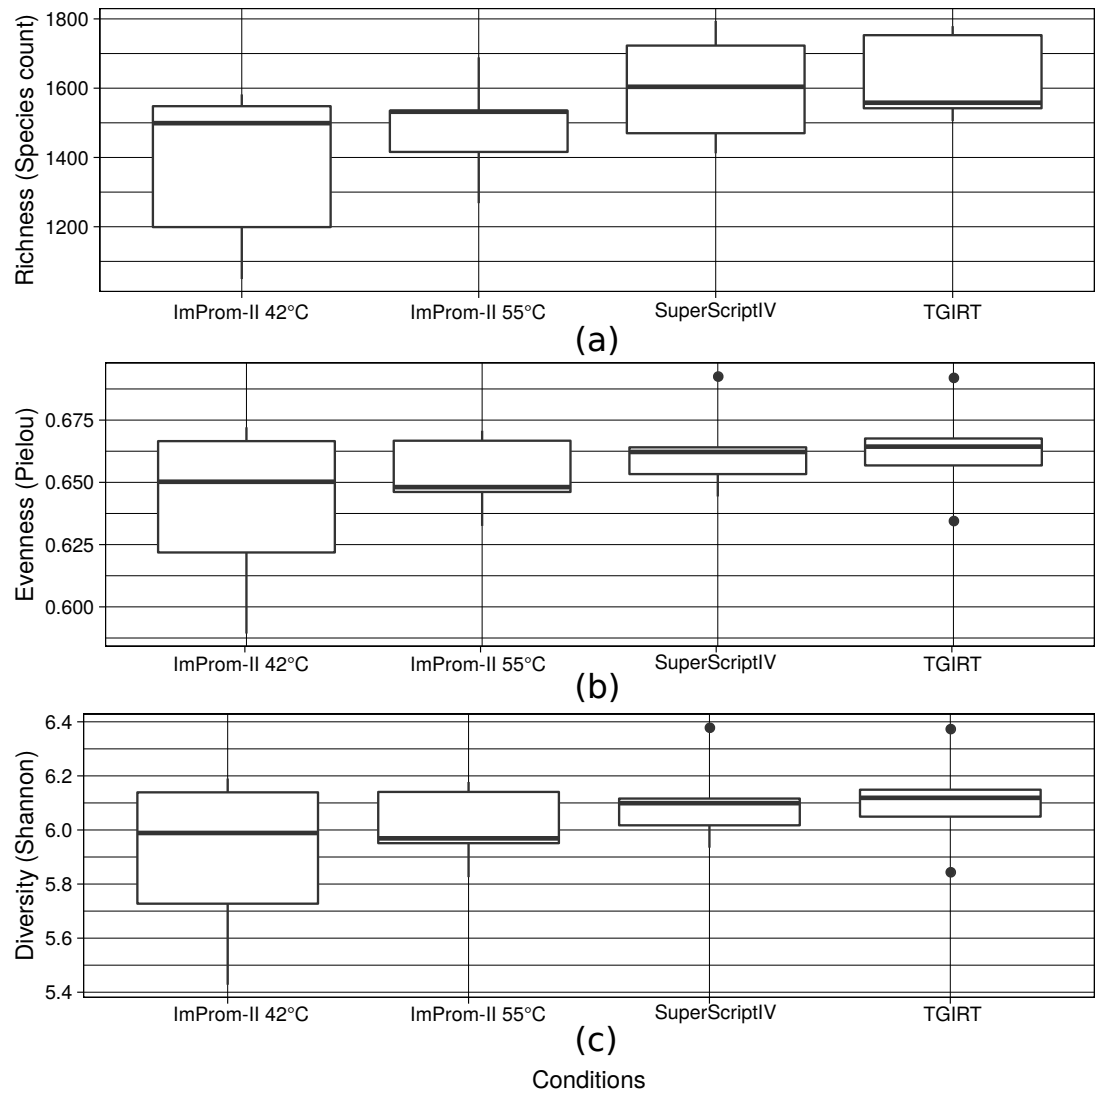 Richness (Species count)
1800
1600
1400
1200
ImProm-II 42°C ImProm-II 55°C SuperScriptIV TGIRT
(a)
Evenness (Pielou)
0.675
0.650
0.625
0.600
ImProm-II 42°C ImProm-II 55°C SuperScriptIV TGIRT
(b)
Diversity (Shannon)
6.4
6.2
6.0
5.8
5.6
5.4
ImProm-II 42°C ImProm-II 55°C SuperScriptIV TGIRT
(c)
Conditions